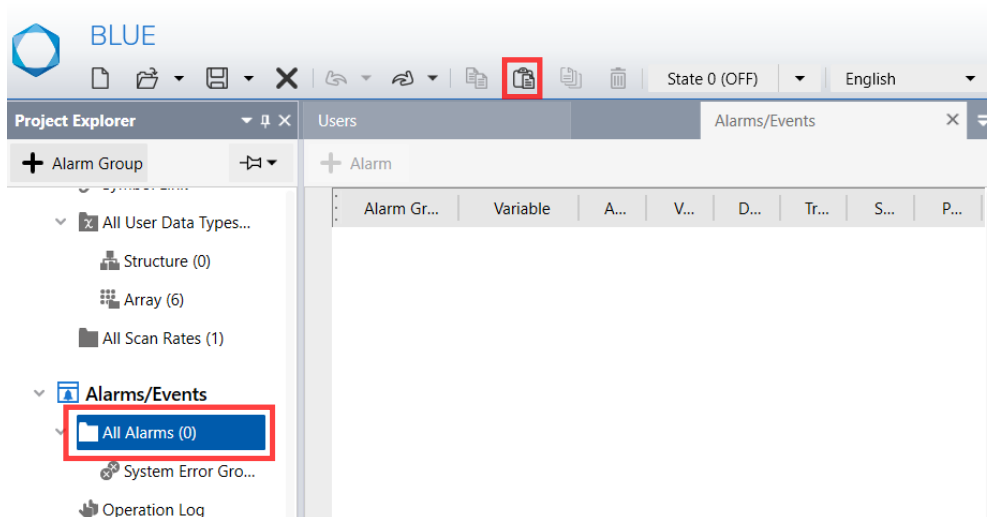 BLUE
State 0 (OFF)
English
Project Explorer
Users
Alarms/Events
Alarm Group
Alarm
Alarm Gr...
Variable
A...
V...
D...
Tr...
S...
P...
All User Data Types...
Structure (0)
Array (6)
All Scan Rates (1)
Alarms/Events
All Alarms (0)
System Error Gro...
Operation Log